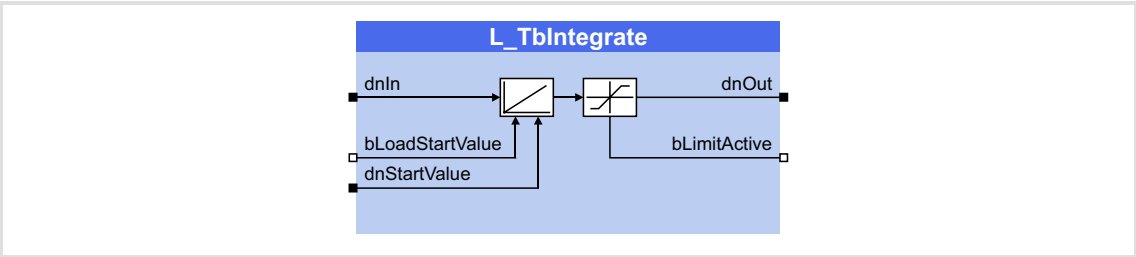 L_TbIntegrate
dnIn
dnOut
bLoadStartValue
bLimitActive
dnStartValue